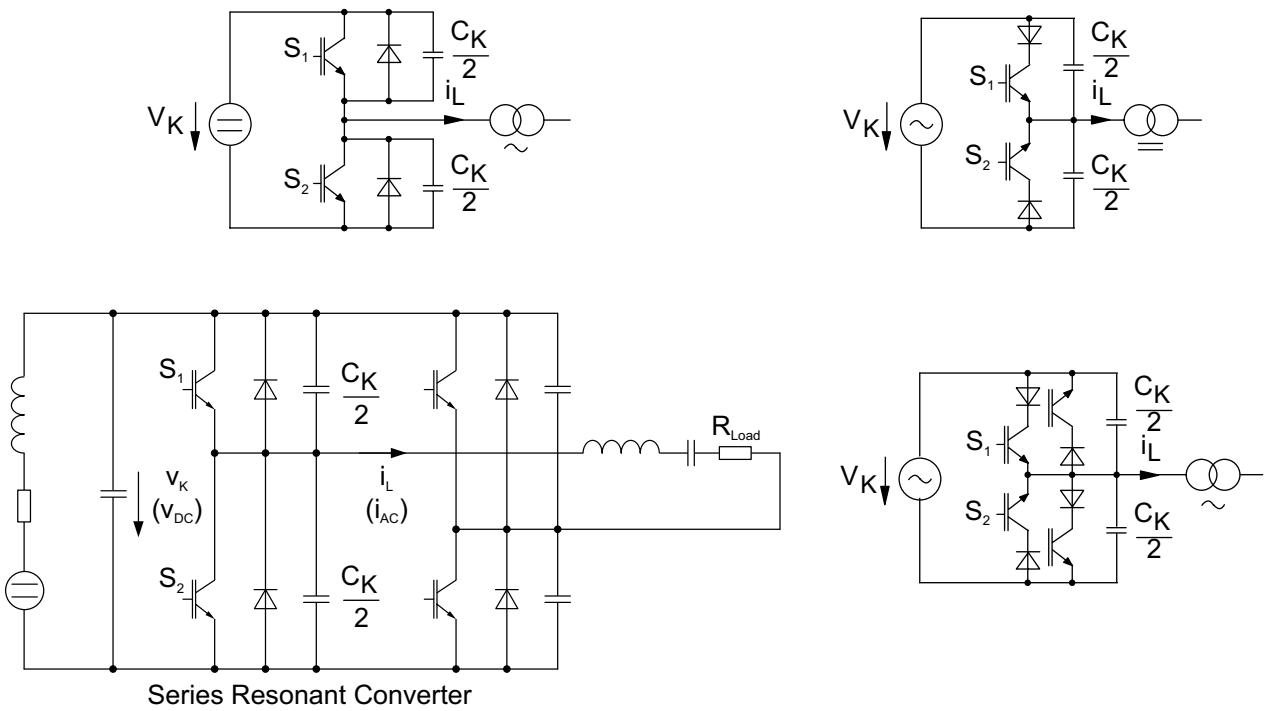 S1
CK
2
iL
VK
S2
CK
2
S1
CK
2
iL
VK
S2
CK
2
S1
CK
2
RLoad
vK
(vDC)
iL
(iAC)
S2
CK
2
Series Resonant Converter
CK
2
S1
iL
VK
S2
CK
2